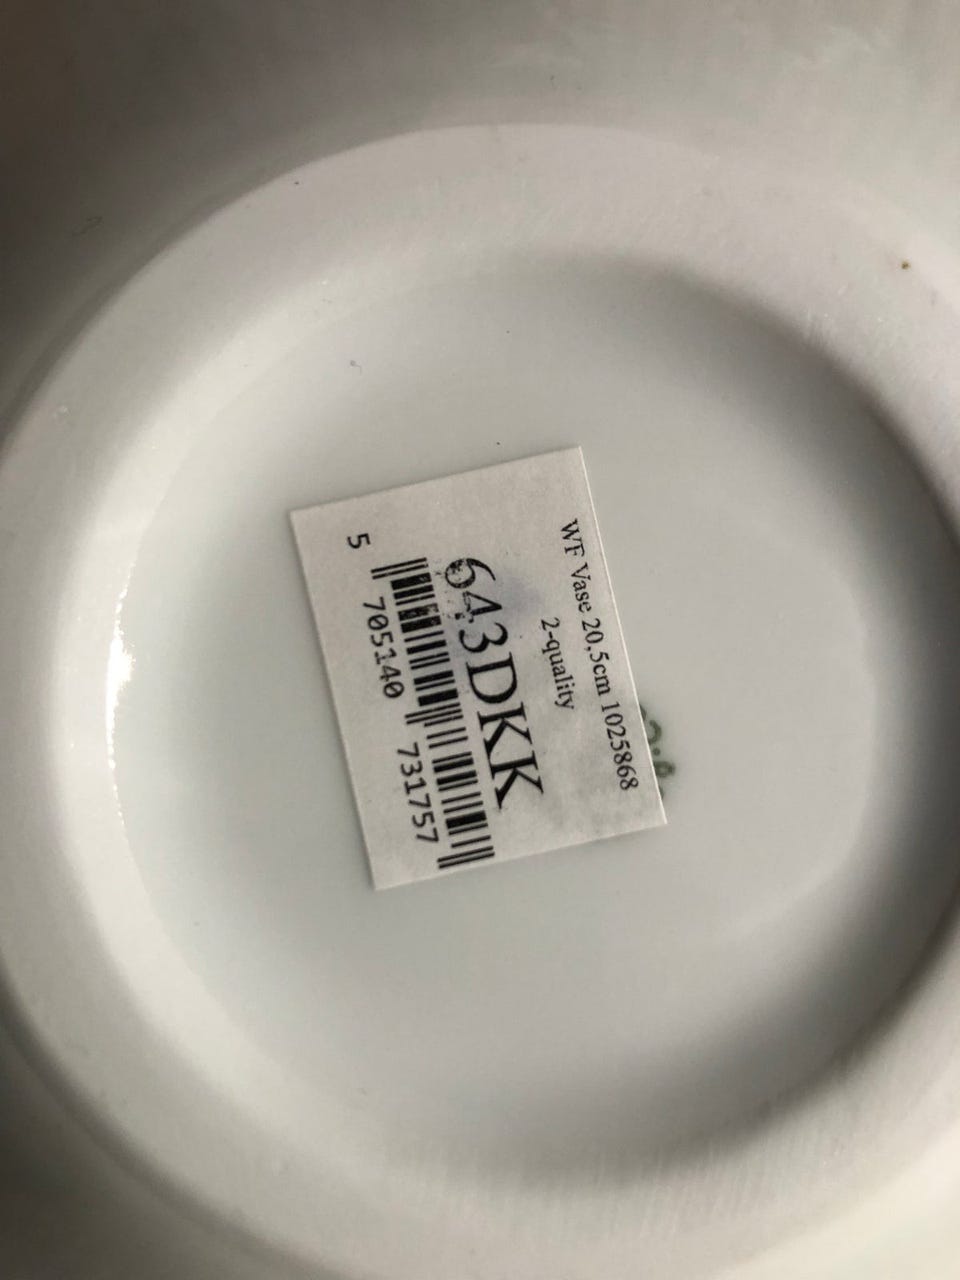 WF Vase 20,5cm 1025868
2-quality
643DKK
5 705140 731757